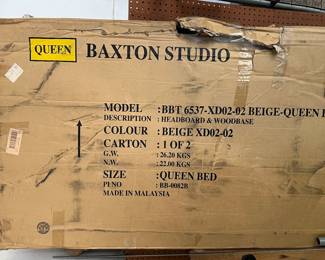 QUEEN BAXTON STUDIO
MODEL : BBT 6537-XD02-02 BEIGE-QUEEN
DESCRIPTION : HEADBOARD & WOODBASE
COLOUR : BEIGE XD02-02
CARTON : 1 OF 2
G.W. : 26.20 KGS
N.W. : 22.00 KGS
SIZE : QUEEN BED
PI.NO : BB-0082B
MADE IN MALAYSIA